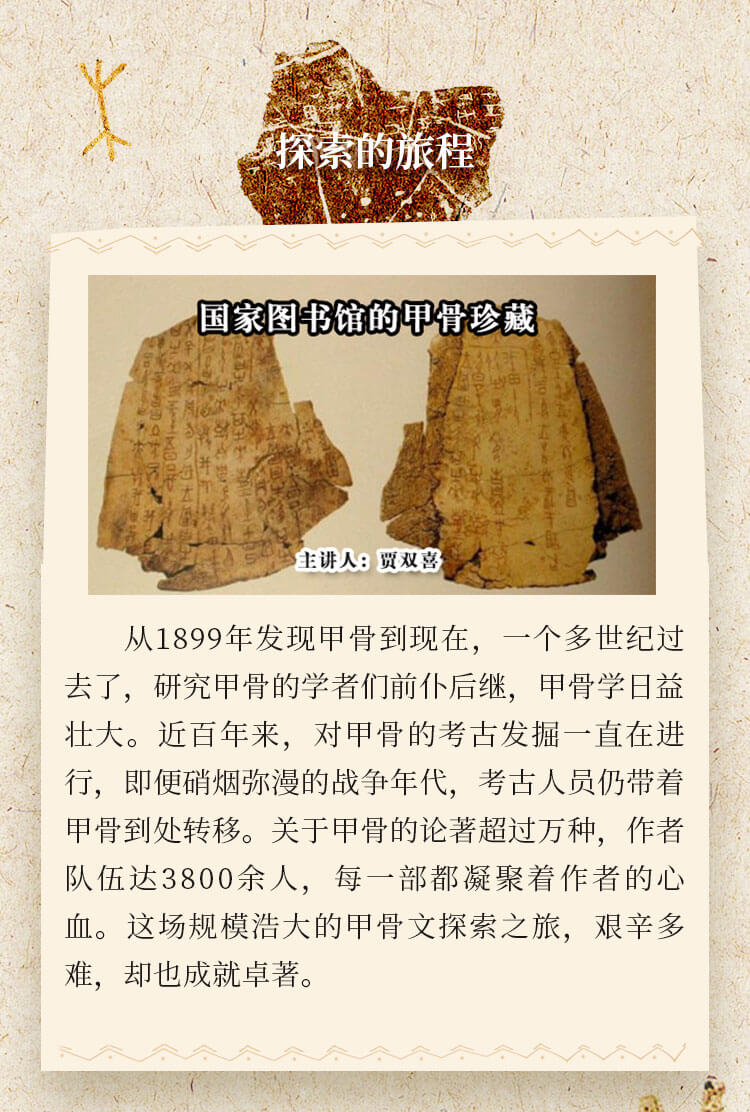 探索的旅程
国家图书馆的甲骨珍藏
主讲人：贾双喜
从1899年发现甲骨到现在，一个多世纪过
去了，研究甲骨的学者们前仆后继，甲骨学日益
壮大。近百年来，对甲骨的考古发掘一直在进
行，即便硝烟弥漫的战争年代，考古人员仍带着
甲骨到处转移。关于甲骨的论著超过万种，作者
队伍达3800余人，每一部都凝聚着作者的心
血。这场规模浩大的甲骨文探索之旅，艰辛多
难，却也成就卓著。